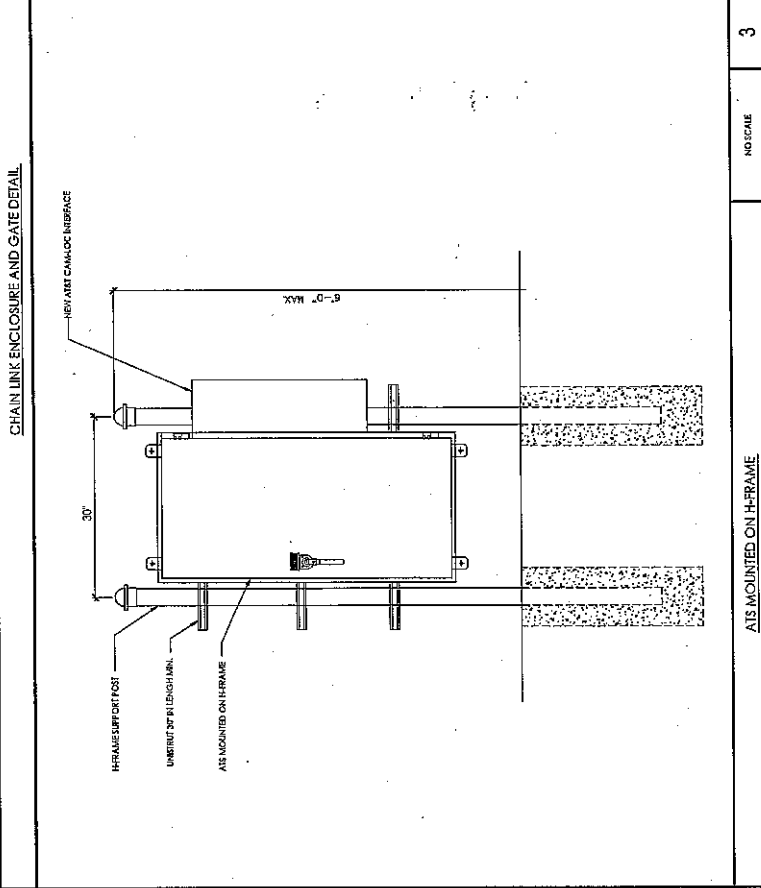 CHAIN LINK ENCLOSURE AND GATE DETAIL
NEW AT&T CAM-LOC INTERFACE
30"
6'-0" MAX.
H-FRAME SUPPORT POST
UNISTRUT 30" IN LENGH MIN.
ATS MOUNTED ON H-FRAME
ATS MOUNTED ON H-FRAME
NO SCALE
3